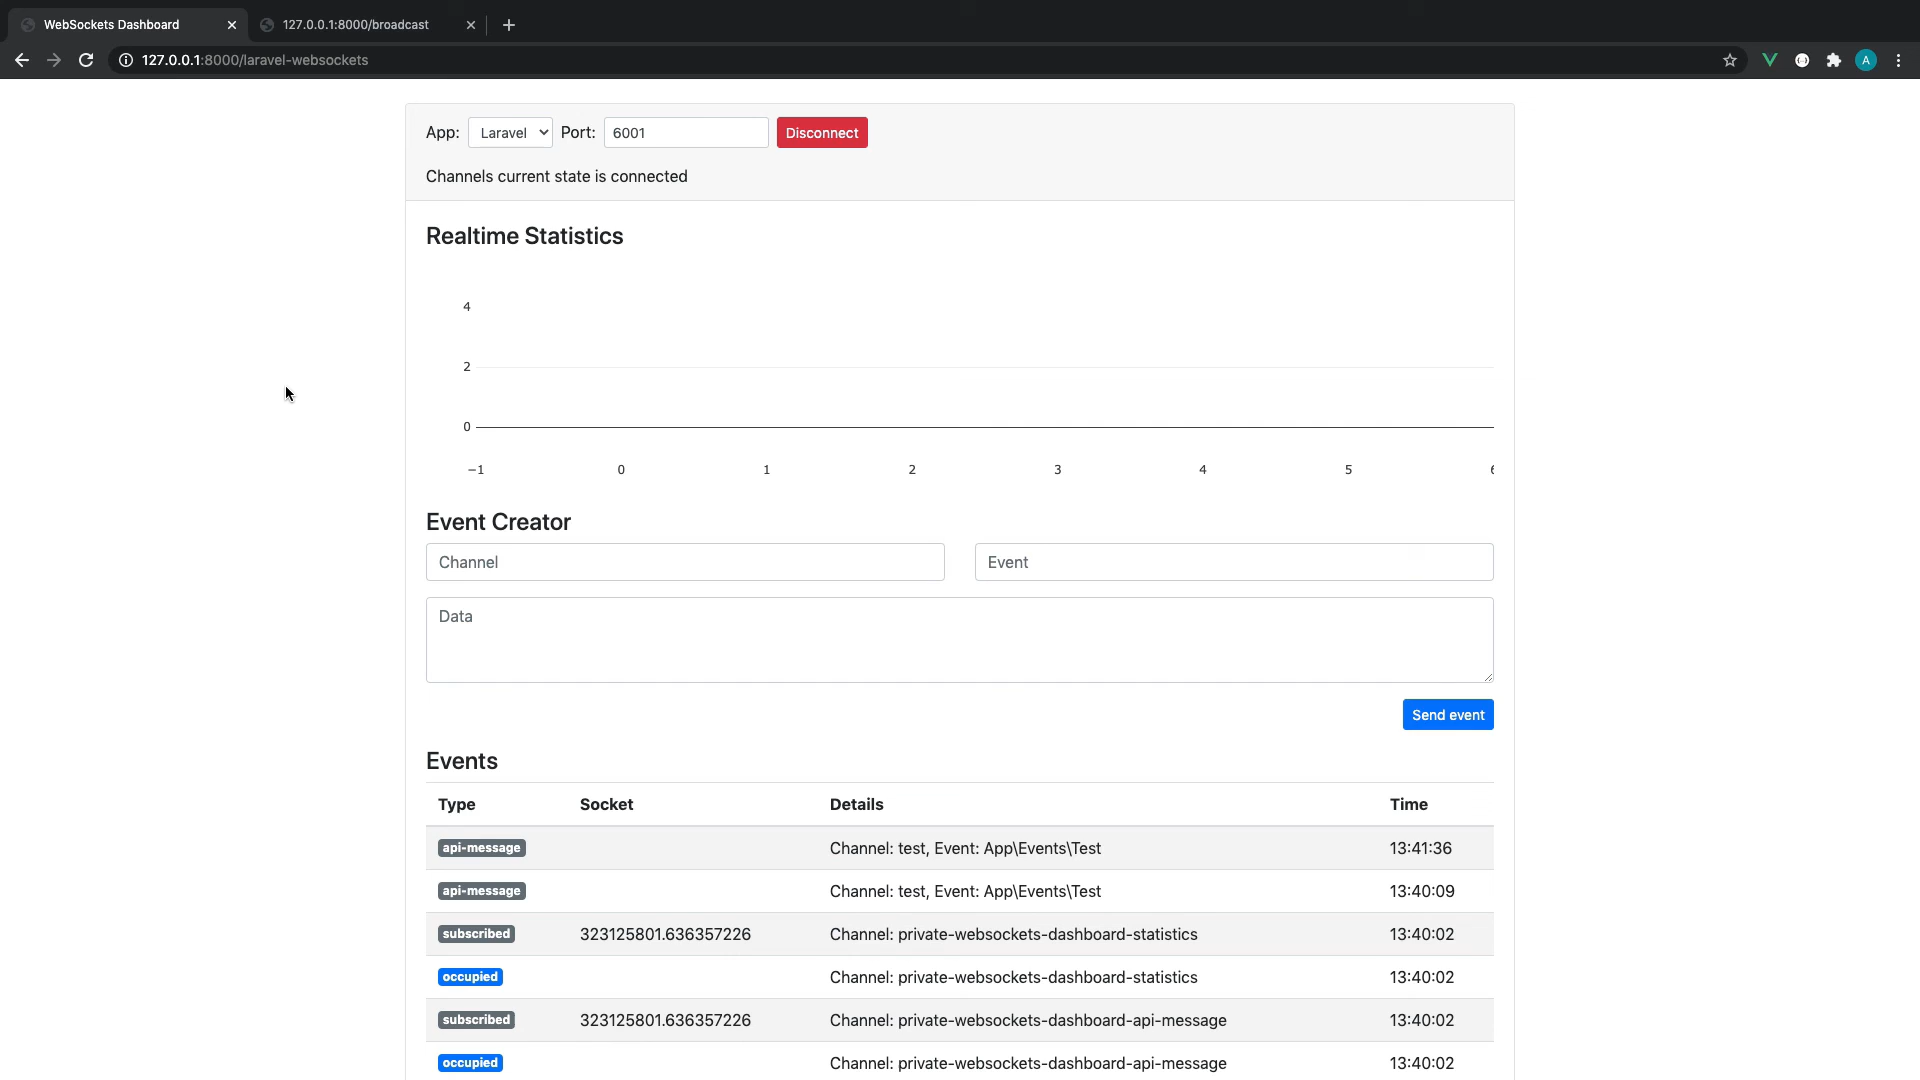 WebSockets Dashboard
127.0.0.1:8000/broadcast
127.0.0.1:8000/laravel-websockets
A
App: Laravel Port: 6001 Disconnect
Channels current state is connected
Realtime Statistics
4
2
0
−1 0 1 2 3 4 5
Event Creator
Channel Event
Data
Send event
Events
Type Socket Details Time
api-message Channel: test, Event: App\Events\Test 13:41:36
api-message Channel: test, Event: App\Events\Test 13:40:09
subscribed 323125801.636357226 Channel: private-websockets-dashboard-statistics 13:40:02
occupied Channel: private-websockets-dashboard-statistics 13:40:02
subscribed 323125801.636357226 Channel: private-websockets-dashboard-api-message 13:40:02
occupied Channel: private-websockets-dashboard-api-message 13:40:02